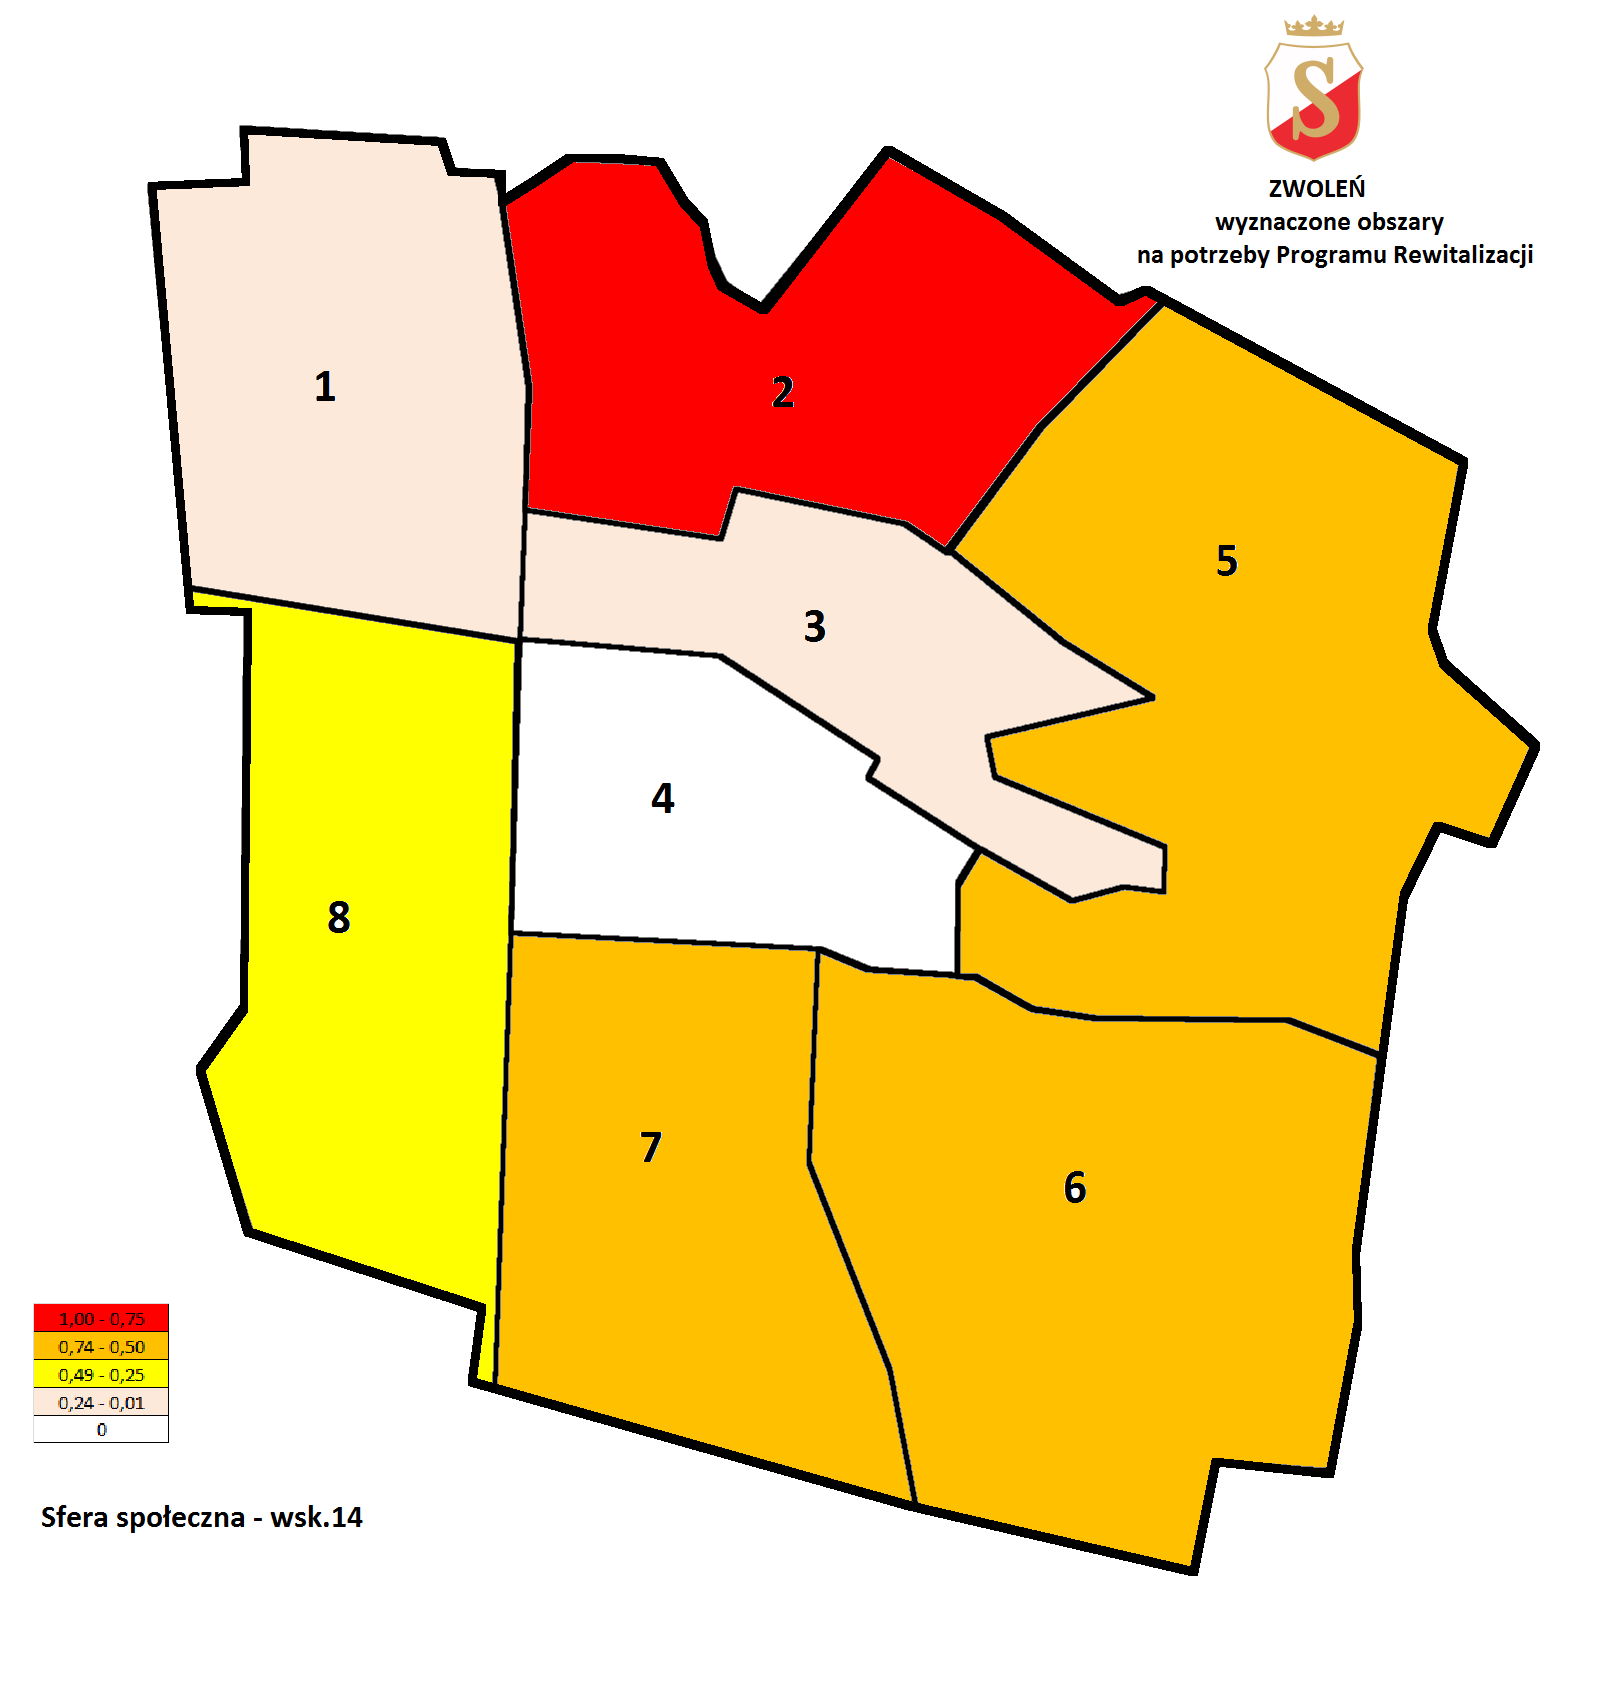 S
ZWOLEŃ
wyznaczone obszary
na potrzeby Programu Rewitalizacji
1
2
5
3
4
8
7
6
1,00 - 0,75
0,74 - 0,50
0,49 - 0,25
0,24 - 0,01
0
Sfera społeczna - wsk.14